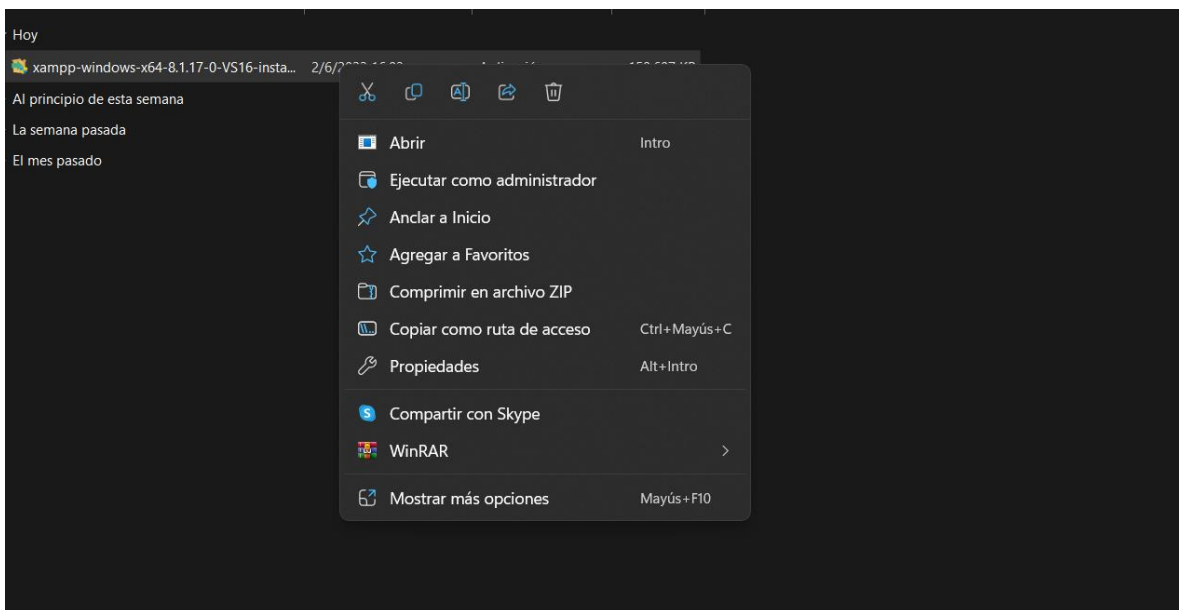 Hoy
xampp-windows-x64-8.1.17-0-VS16-insta...
Al principio de esta semana
La semana pasada
El mes pasado
Abrir Intro
Ejecutar como administrador
Anclar a Inicio
Agregar a Favoritos
Comprimir en archivo ZIP
Copiar como ruta de acceso Ctrl+Mayús+C
Propiedades Alt+Intro
Compartir con Skype
WinRAR
Mostrar más opciones Mayús+F10